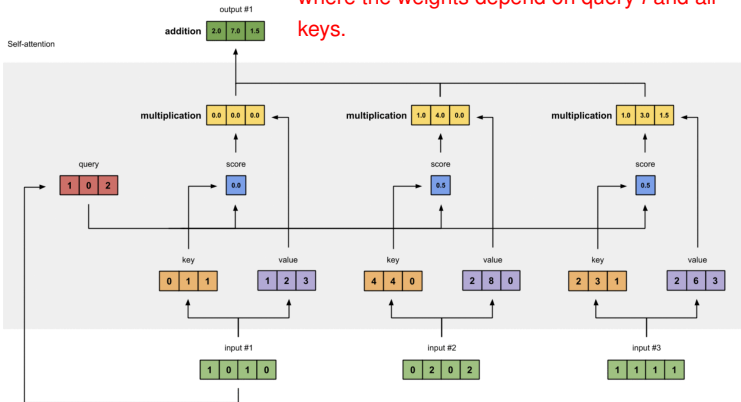 where the weights depend on query i and all
keys.
output #1
addition 2.0 7.0 1.5
Self-attention
multiplication 0.0 0.0 0.0
multiplication 1.0 4.0 0.0
multiplication 1.0 3.0 1.5
query
1 0 2
score
0.0
score
0.5
score
0.5
key
0 1 1
value
1 2 3
key
4 4 0
value
2 8 0
key
2 3 1
value
2 6 3
input #1
1 0 1 0
input #2
0 2 0 2
input #3
1 1 1 1